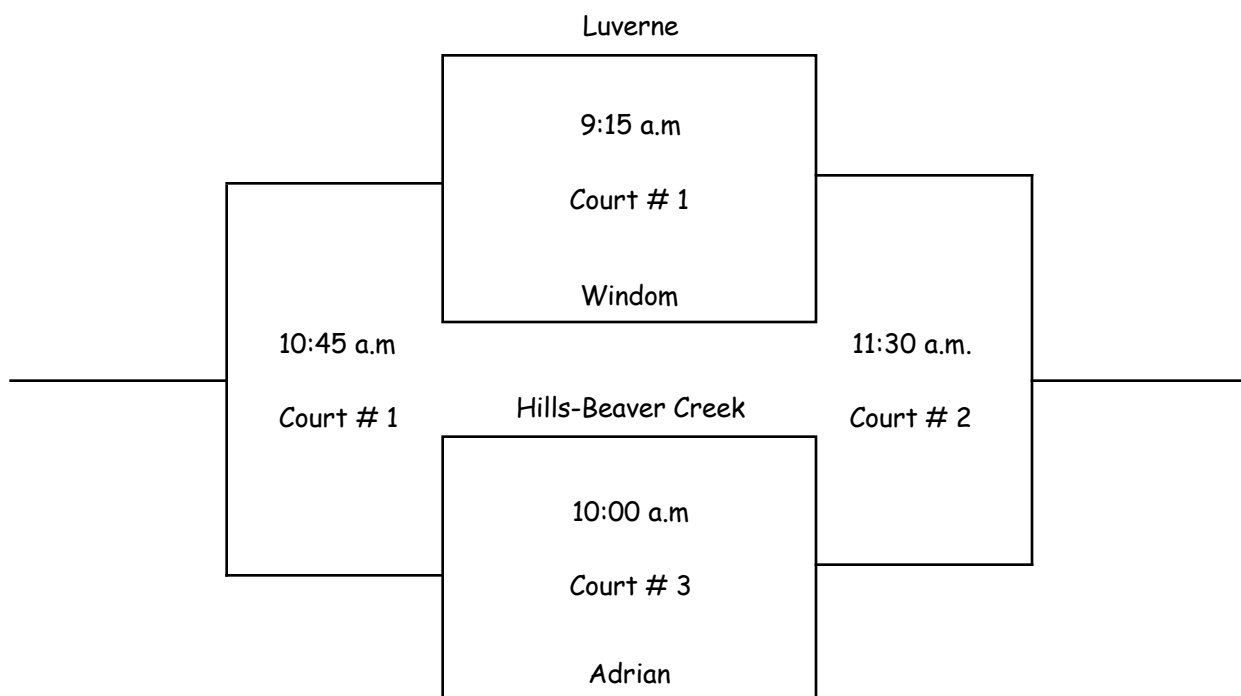 Luverne
9:15 a.m
Court # 1
Windom
10:45 a.m
Court # 1
11:30 a.m.
Court # 2
Hills-Beaver Creek
10:00 a.m
Court # 3
Adrian